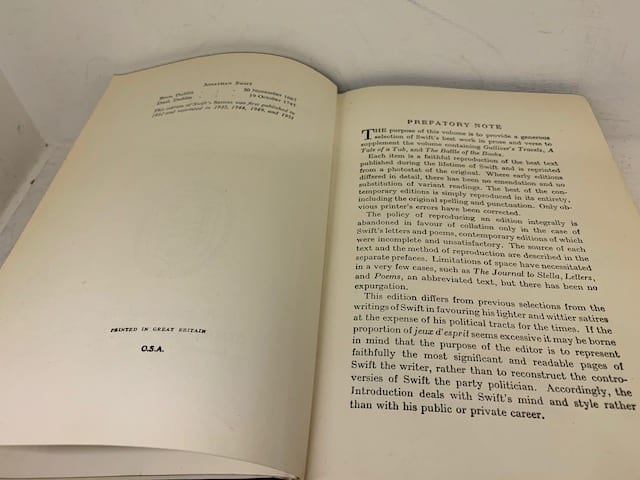 JONATHAN SWIFT
Born, Dublin . . . 30 November 1667
Died, Dublin . . . 19 October 1745
This edition of Swift's Satires was first published in
1932 and reprinted in 1935, 1944, 1949, and 1951
PRINTED IN GREAT BRITAIN
O.S.A.
PREFATORY NOTE
THE purpose of this volume is to provide a generous
selection of Swift's best work in prose and verse to
supplement the volume containing Gulliver's Travels, A
Tale of a Tub, and The Battle of the Books.
Each item is a faithful reproduction of the best text
published during the lifetime of Swift and is reprinted
from a photostat of the original. Where early editions
differed in detail, there has been no emendation and no
substitution of variant readings. The best of the con-
temporary editions is simply reproduced in its entirety,
including the original spelling and punctuation. Only ob-
vious printer's errors have been corrected.
The policy of reproducing an edition integrally is
abandoned in favour of collation only in the case of
Swift's letters and poems, contemporary editions of which
were incomplete and unsatisfactory. The source of each
text and the method of reproduction are described in the
separate prefaces. Limitations of space have necessitated
in a very few cases, such as The Journal to Stella, Letters,
and Poems, an abbreviated text, but there has been no
expurgation.
This edition differs from previous selections from the
writings of Swift in favouring his lighter and wittier satires
at the expense of his political tracts for the times. If the
proportion of jeux d'esprit seems excessive it may be borne
in mind that the purpose of the editor is to represent
faithfully the most significant and readable pages of
Swift the writer, rather than to reconstruct the contro-
versies of Swift the party politician. Accordingly, the
Introduction deals with Swift's mind and style rather
than with his public or private career.